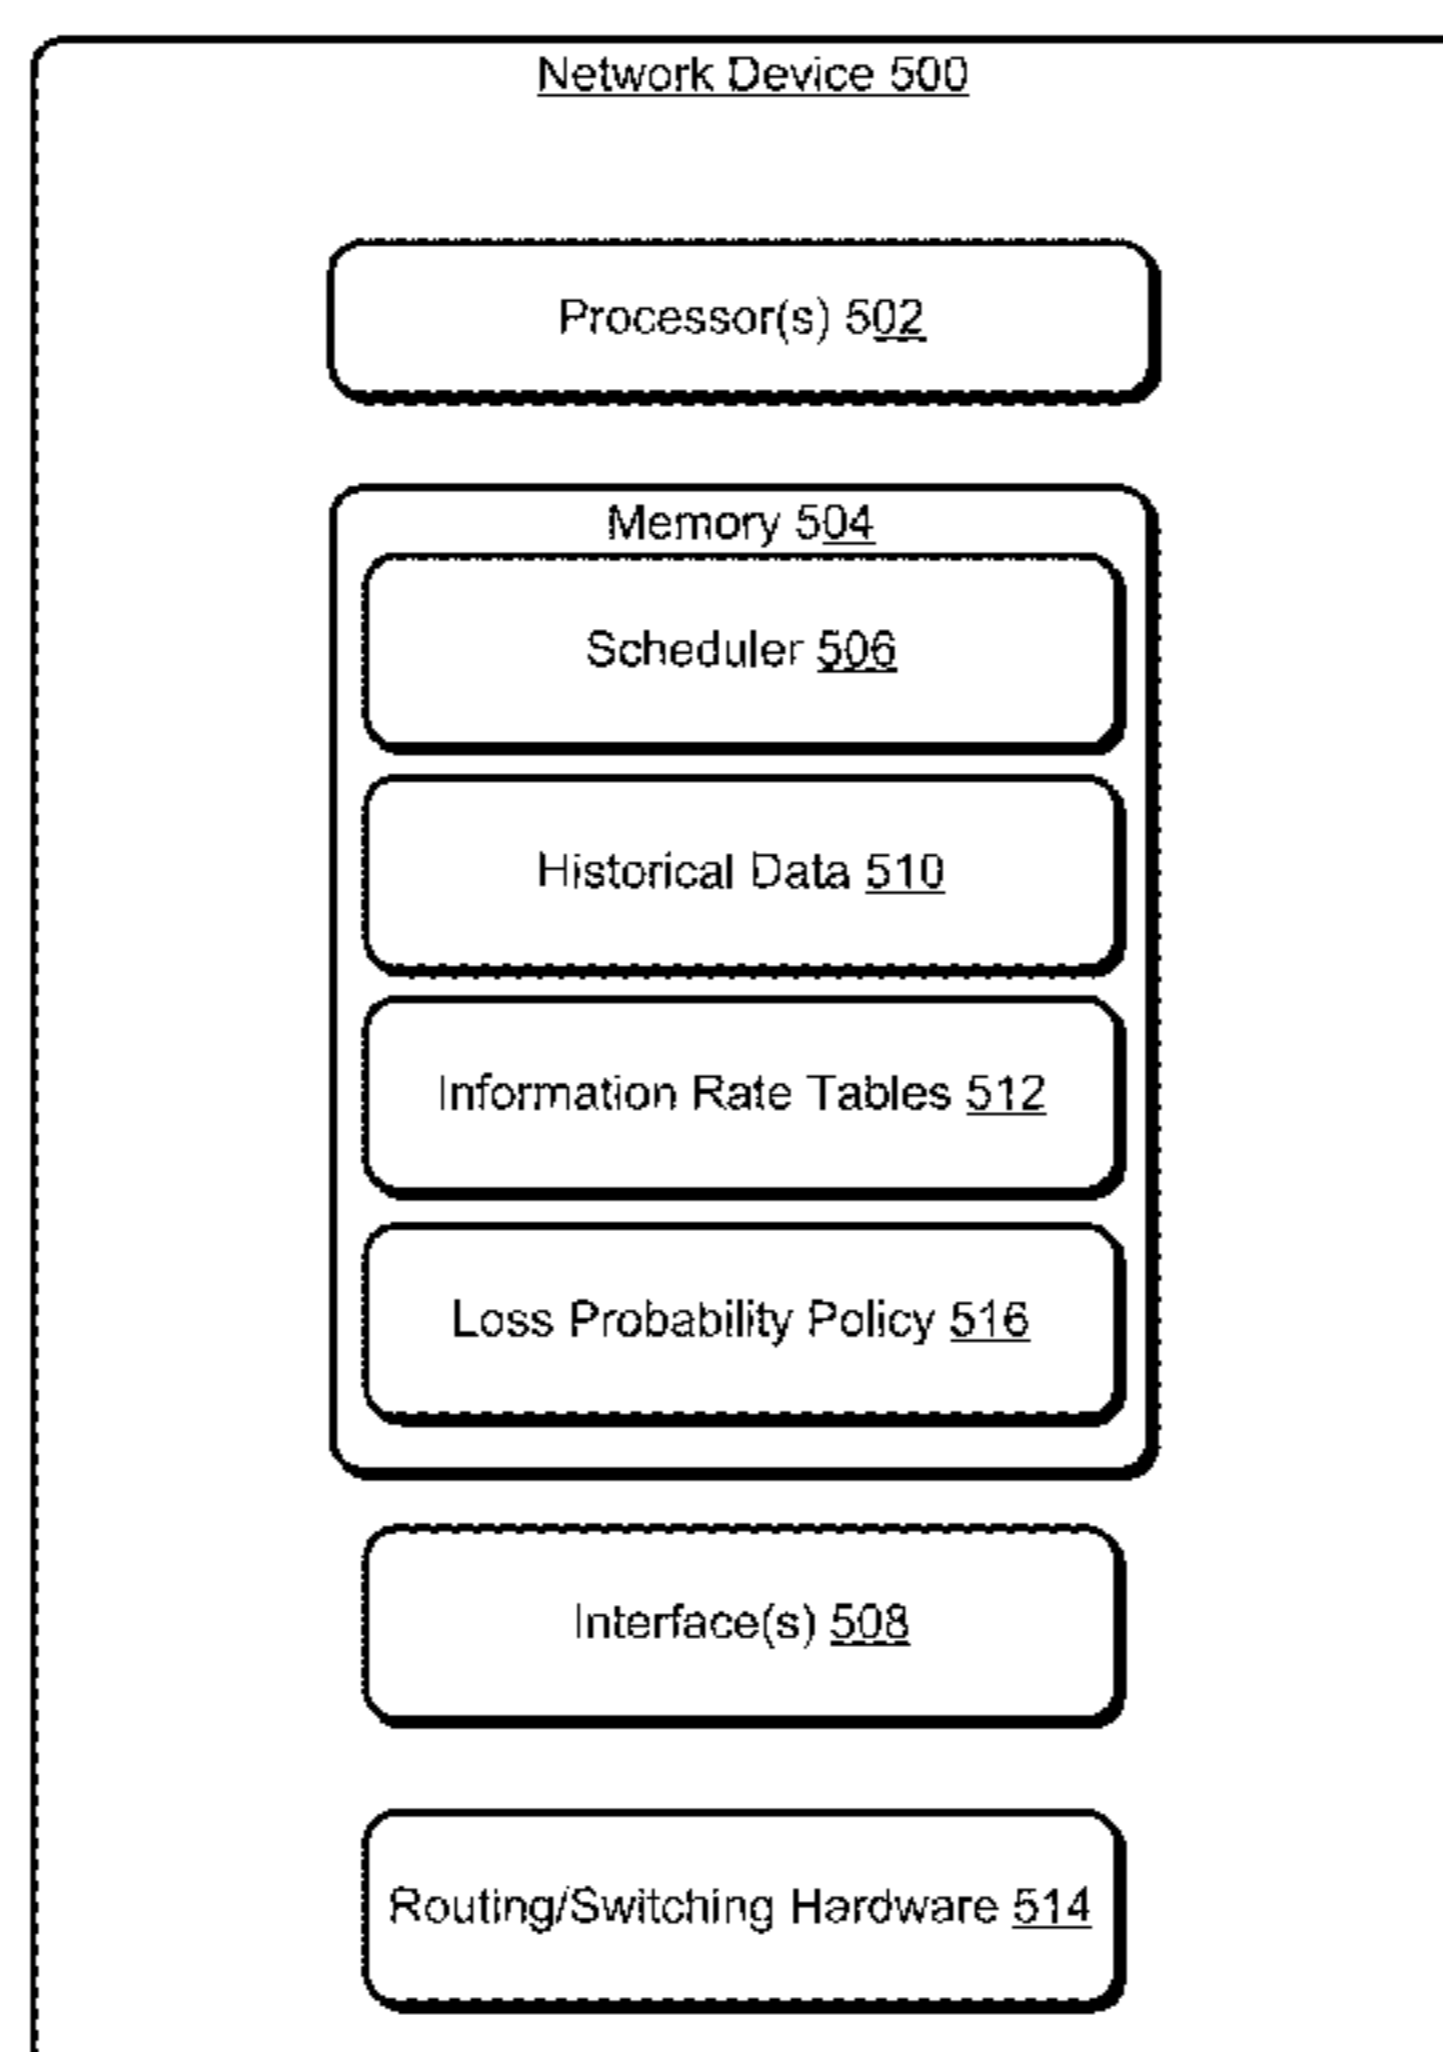 Network Device 500
Processor(s) 502
Memory 504
Scheduler 506
Historical Data 510
Information Rate Tables 512
Loss Probability Policy 516
Interface(s) 508
Routing/Switching Hardware 514